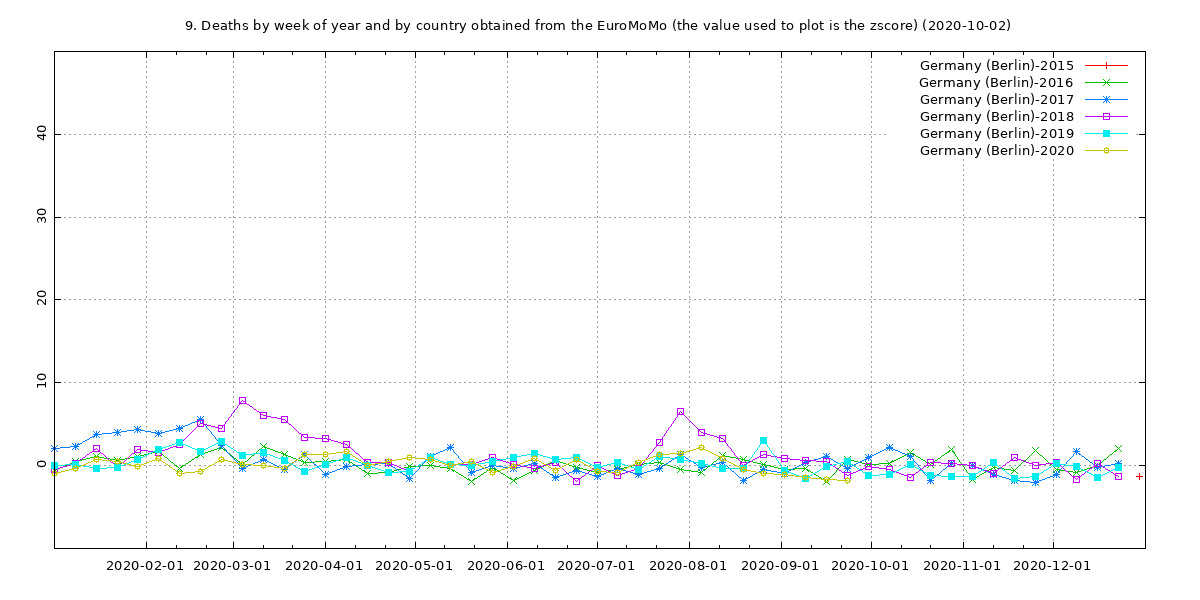 9. Deaths by week of year and by country obtained from the EuroMoMo (the value used to plot is the zscore) (2020-10-02)
Germany (Berlin)-2015
Germany (Berlin)-2016
Germany (Berlin)-2017
Germany (Berlin)-2018
Germany (Berlin)-2019
Germany (Berlin)-2020
40
30
20
10
0
2020-02-01 2020-03-01 2020-04-01 2020-05-01 2020-06-01 2020-07-01 2020-08-01 2020-09-01 2020-10-01 2020-11-01 2020-12-01